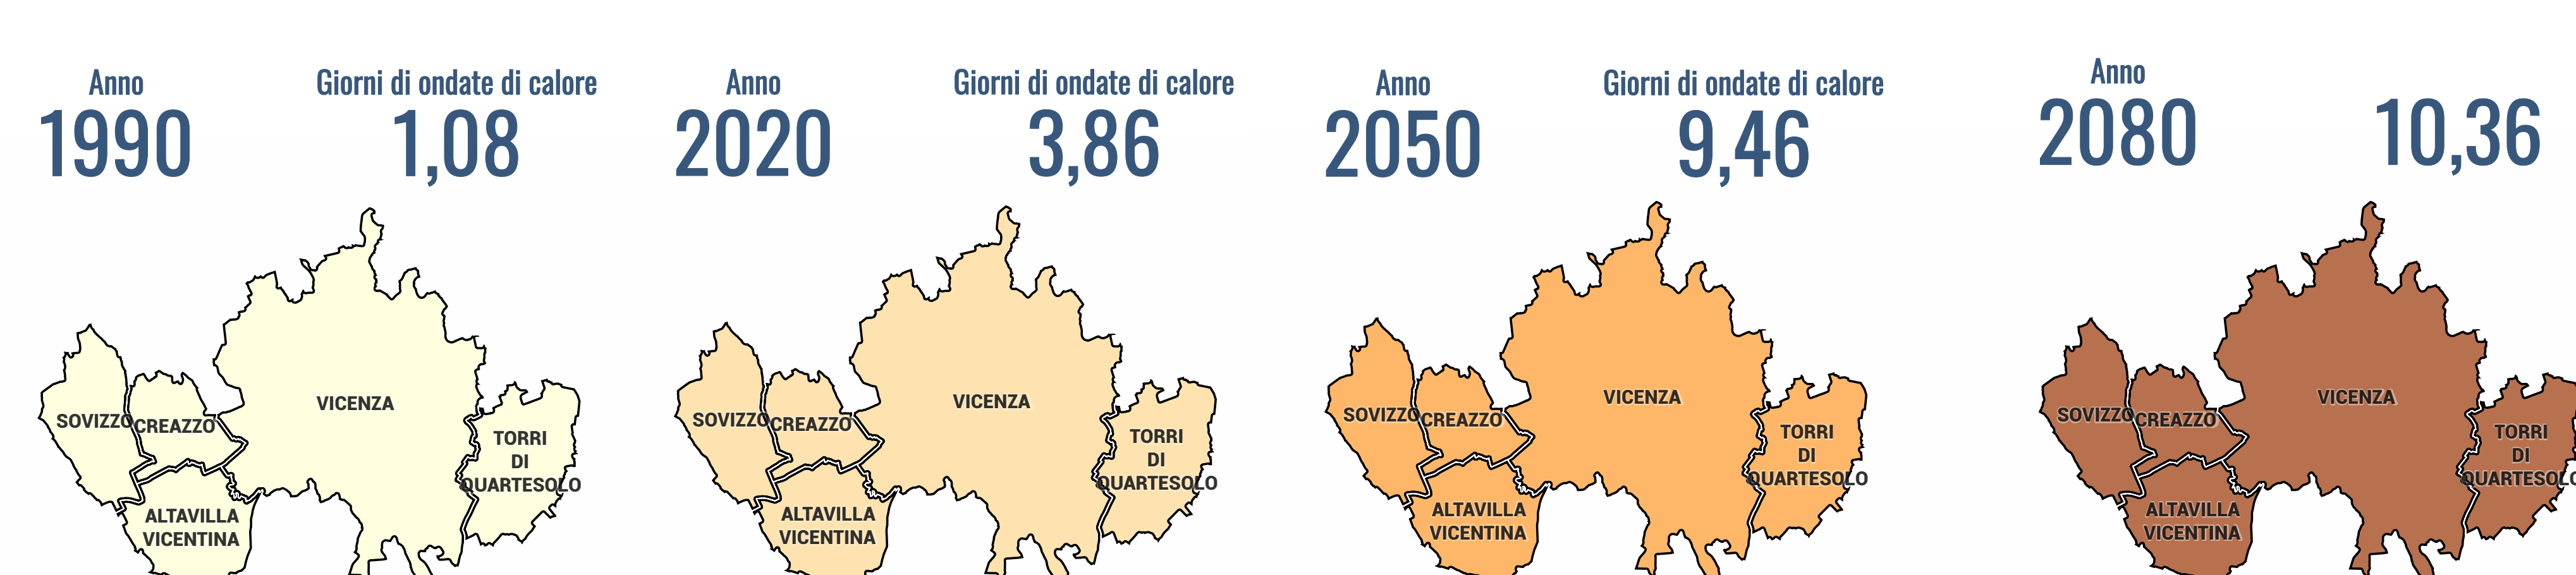 Anno
1990
Giorni di ondate di calore
1,08
SOVIZZO
CREAZZO
VICENZA
TORRI
DI
QUARTESOLO
ALTAVILLA
VICENTINA
Anno
2020
Giorni di ondate di calore
3,86
SOVIZZO
CREAZZO
VICENZA
TORRI
DI
QUARTESOLO
ALTAVILLA
VICENTINA
Anno
2050
Giorni di ondate di calore
9,46
SOVIZZO
CREAZZO
VICENZA
TORRI
DI
QUARTESOLO
ALTAVILLA
VICENTINA
Anno
2080
10,36
SOVIZZO
CREAZZO
VICENZA
TORRI
DI
QUARTESOLO
ALTAVILLA
VICENTINA